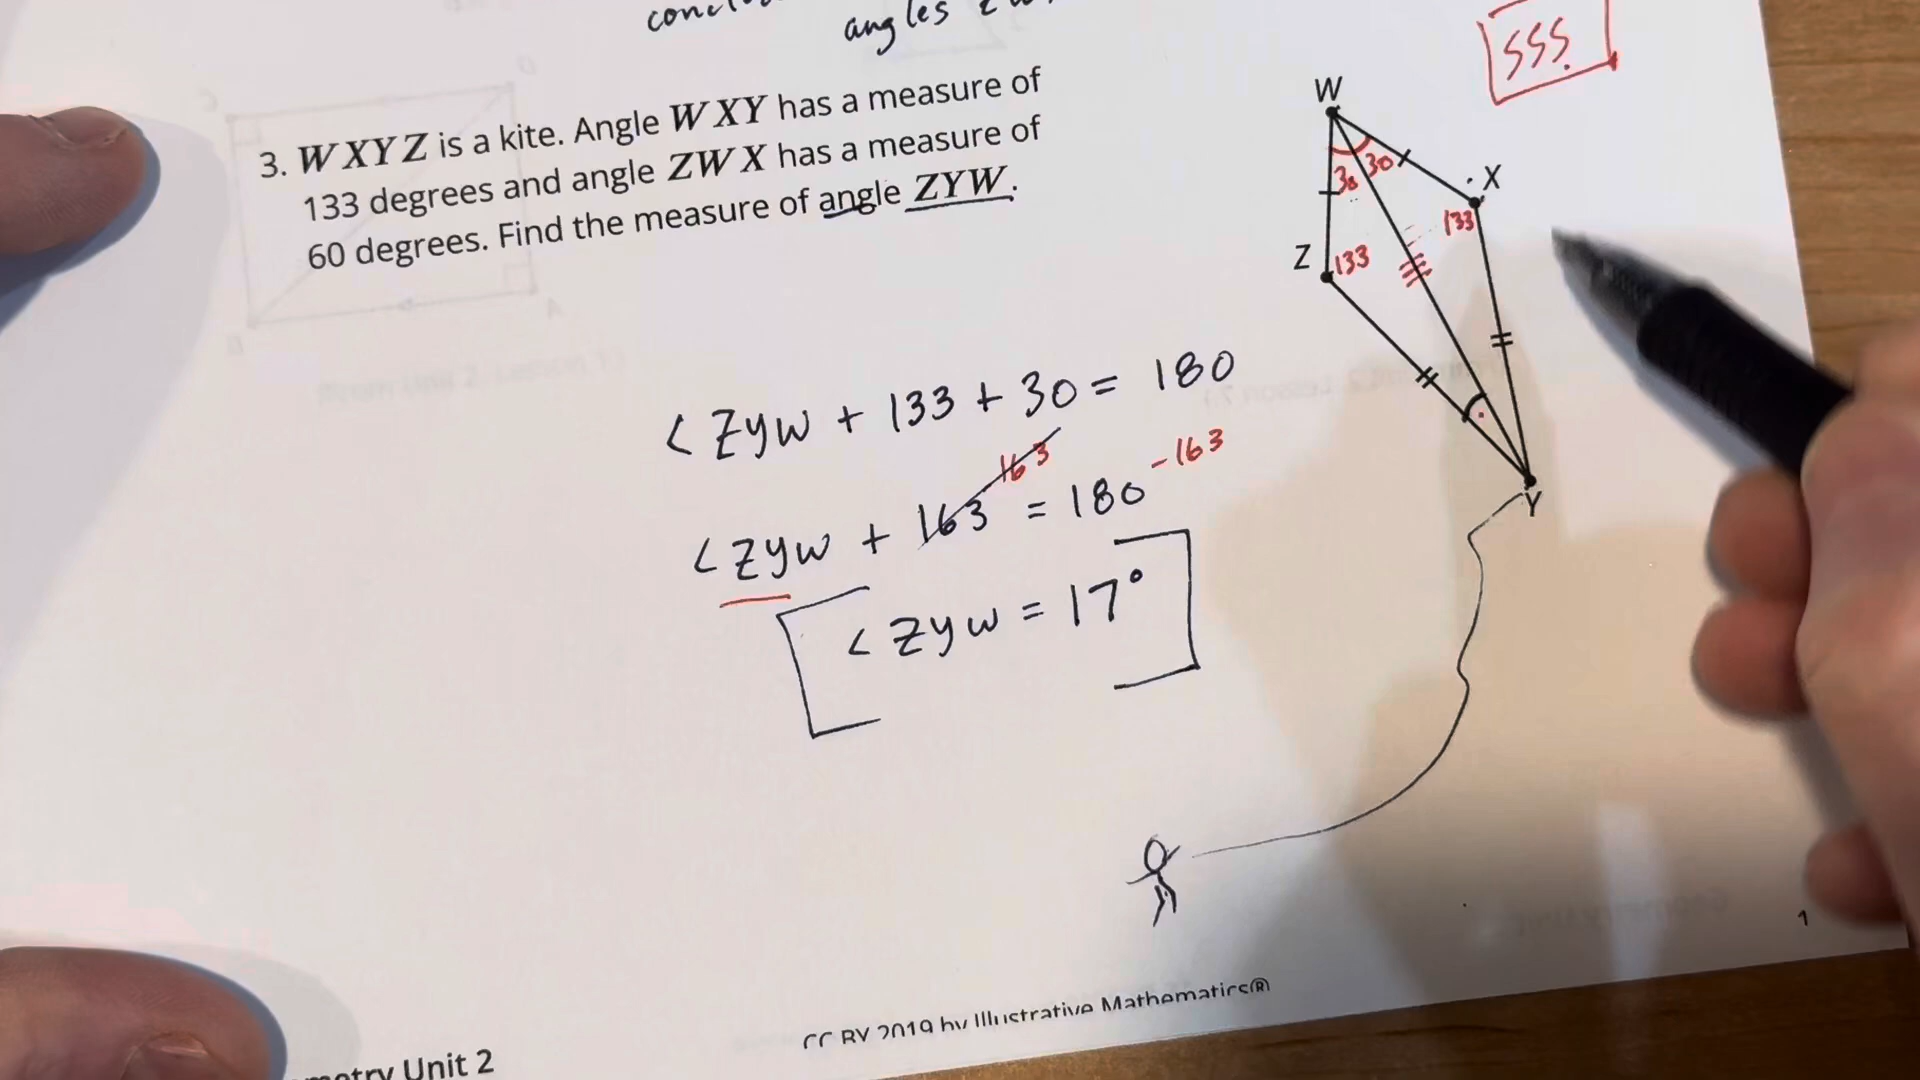 angles
SSS.
3. WXYZ is a kite. Angle WXY has a measure of
133 degrees and angle ZWX has a measure of
60 degrees. Find the measure of angle ZYW.
W
30 30
X
133
Z 133
Y
< ZYW + 133 + 30 = 180
163 -163
< ZYW + 163 = 180
< ZYW = 17°
1
CC BY 2019 by Illustrative Mathematics®
Unit 2